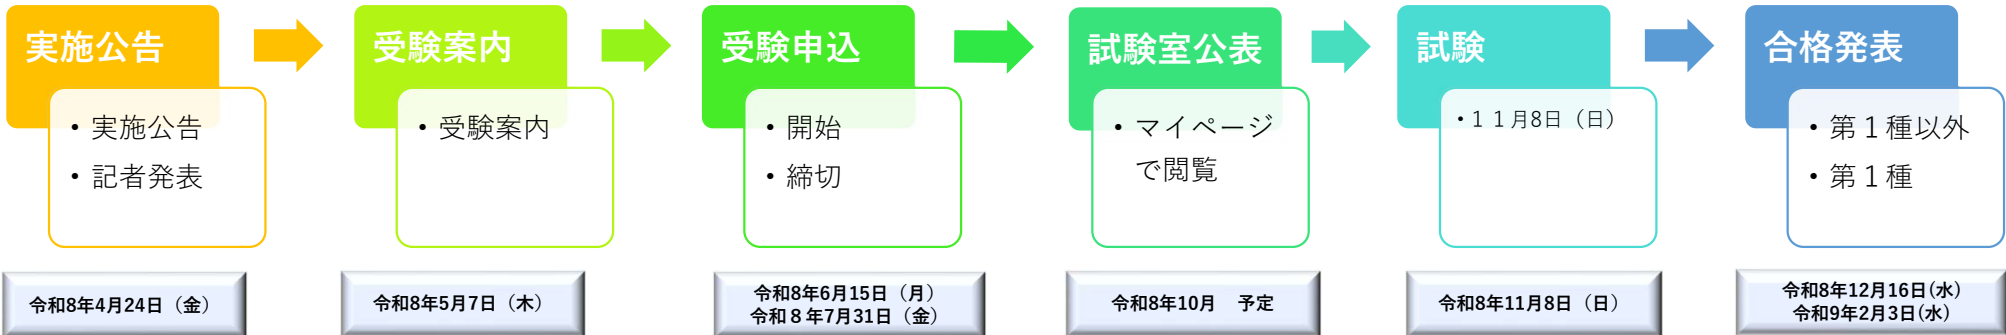 実施公告
・実施公告
・記者発表
令和8年4月24日（金）
受験案内
・受験案内
令和8年5月7日（木）
受験申込
・開始
・締切
令和8年6月15日（月）
令和８年7月31日（金）
試験室公表
・マイページ
で閲覧
令和8年10月　予定
試験
・１１月8日（日）
令和8年11月8日（日）
合格発表
・第１種以外
・第１種
令和8年12月16日(水)
令和9年2月3日(水)